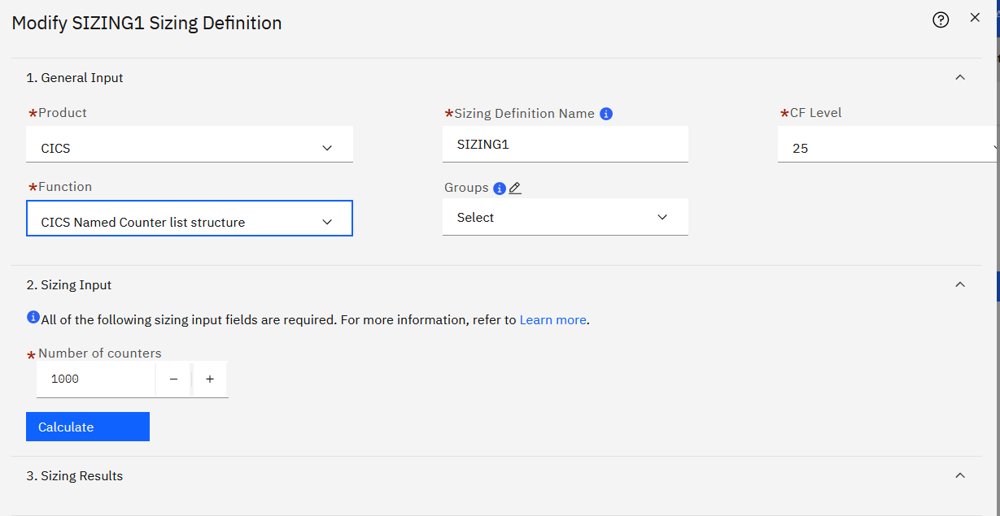 Modify SIZING1 Sizing Definition
1. General Input
*Product
*Sizing Definition Name
*CF Level
CICS
SIZING1
25
*Function
Groups
CICS Named Counter list structure
Select
2. Sizing Input
All of the following sizing input fields are required. For more information, refer to Learn more.
*Number of counters
1000
Calculate
3. Sizing Results